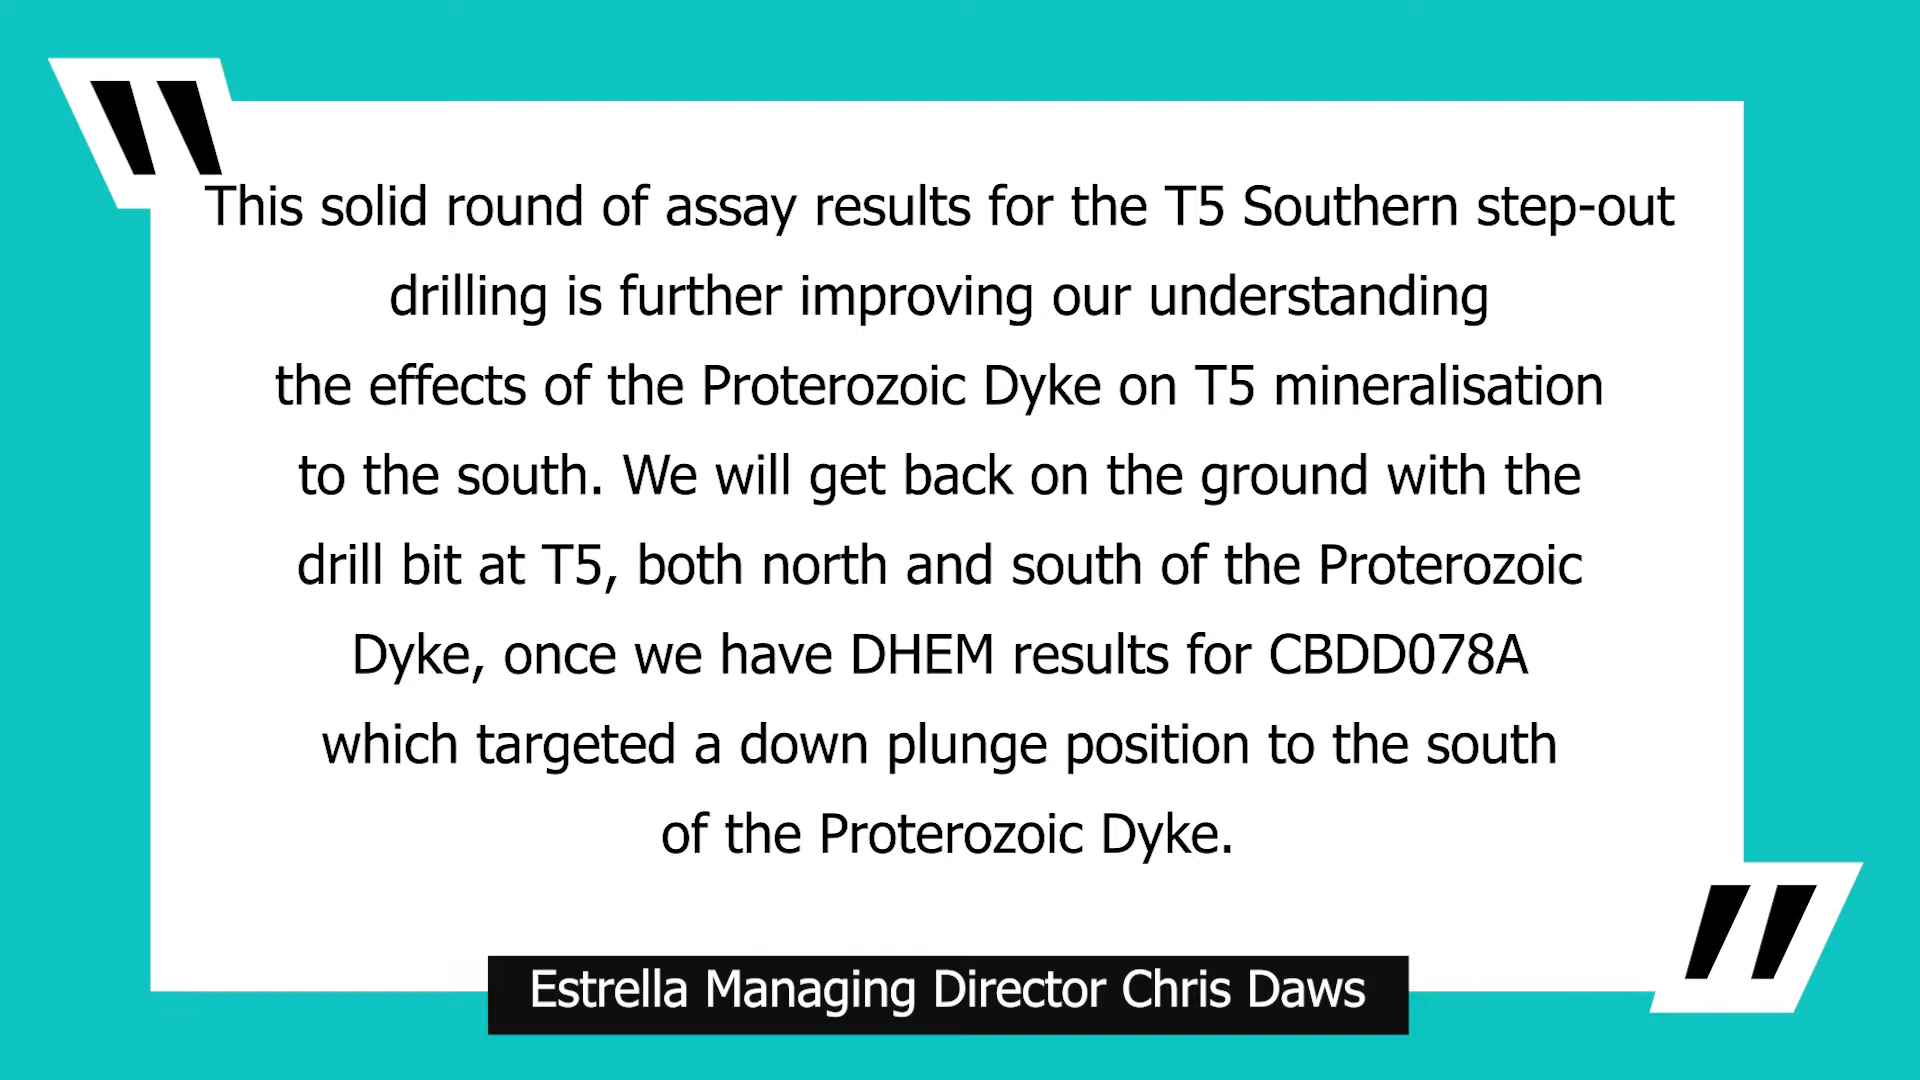 This solid round of assay results for the T5 Southern step-out
drilling is further improving our understanding
the effects of the Proterozoic Dyke on T5 mineralisation
to the south. We will get back on the ground with the
drill bit at T5, both north and south of the Proterozoic
Dyke, once we have DHEM results for CBDD078A
which targeted a down plunge position to the south
of the Proterozoic Dyke.
Estrella Managing Director Chris Daws